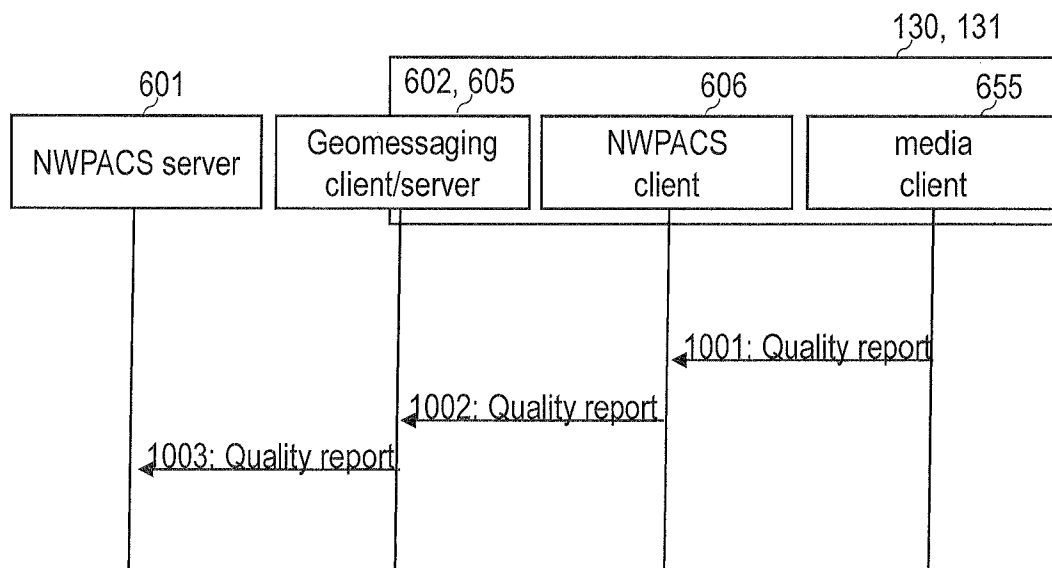 130, 131
601
602, 605
606
655
NWPACS server
Geomessaging
client/server
NWPACS
client
media
client
1001: Quality report
1002: Quality report
1003: Quality report